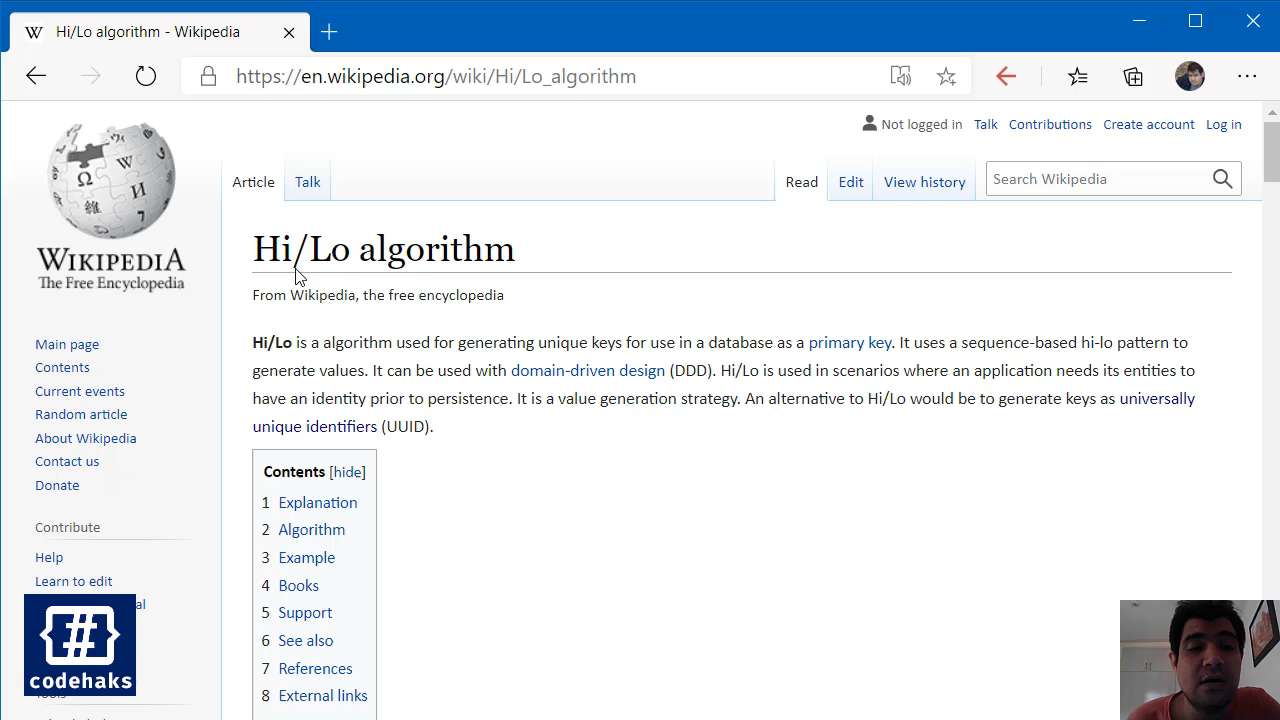 Hi/Lo algorithm - Wikipedia
https://en.wikipedia.org/wiki/Hi/Lo_algorithm
Not logged in Talk Contributions Create account Log in
Article Talk Read Edit View history Search Wikipedia
WIKIPEDIA
The Free Encyclopedia
Hi/Lo algorithm
From Wikipedia, the free encyclopedia
Hi/Lo is a algorithm used for generating unique keys for use in a database as a primary key. It uses a sequence-based hi-lo pattern to
generate values. It can be used with domain-driven design (DDD). Hi/Lo is used in scenarios where an application needs its entities to
have an identity prior to persistence. It is a value generation strategy. An alternative to Hi/Lo would be to generate keys as universally
unique identifiers (UUID).
Contents [hide]
1 Explanation
2 Algorithm
3 Example
4 Books
5 Support
6 See also
7 References
8 External links
Main page
Contents
Current events
Random article
About Wikipedia
Contact us
Donate
Contribute
Help
Learn to edit
al
{#}
codehaks